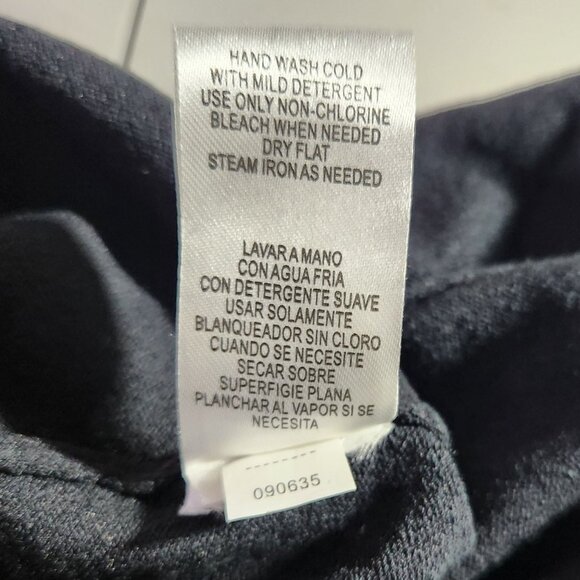 HAND WASH COLD
WITH MILD DETERGENT
USE ONLY NON-CHLORINE
BLEACH WHEN NEEDED
DRY FLAT
STEAM IRON AS NEEDED
LAVAR A MANO
CON AGUA FRIA
CON DETERGENTE SUAVE
USAR SOLAMENTE
BLANQUEADOR SIN CLORO
CUANDO SE NECESITE
SECAR SOBRE
SUPERFIGIE PLANA
PLANCHAR AL VAPOR SI SE
NECESITA
090635